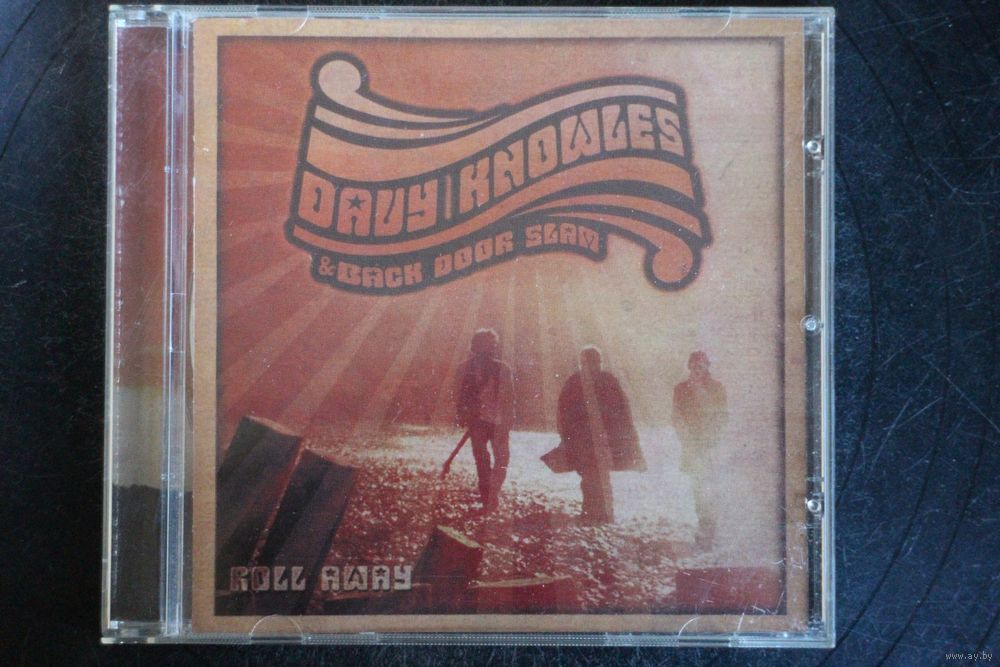 DAVY KNOWLES
& BACK DOOR SLAM
ROLL AWAY
www.ay.by